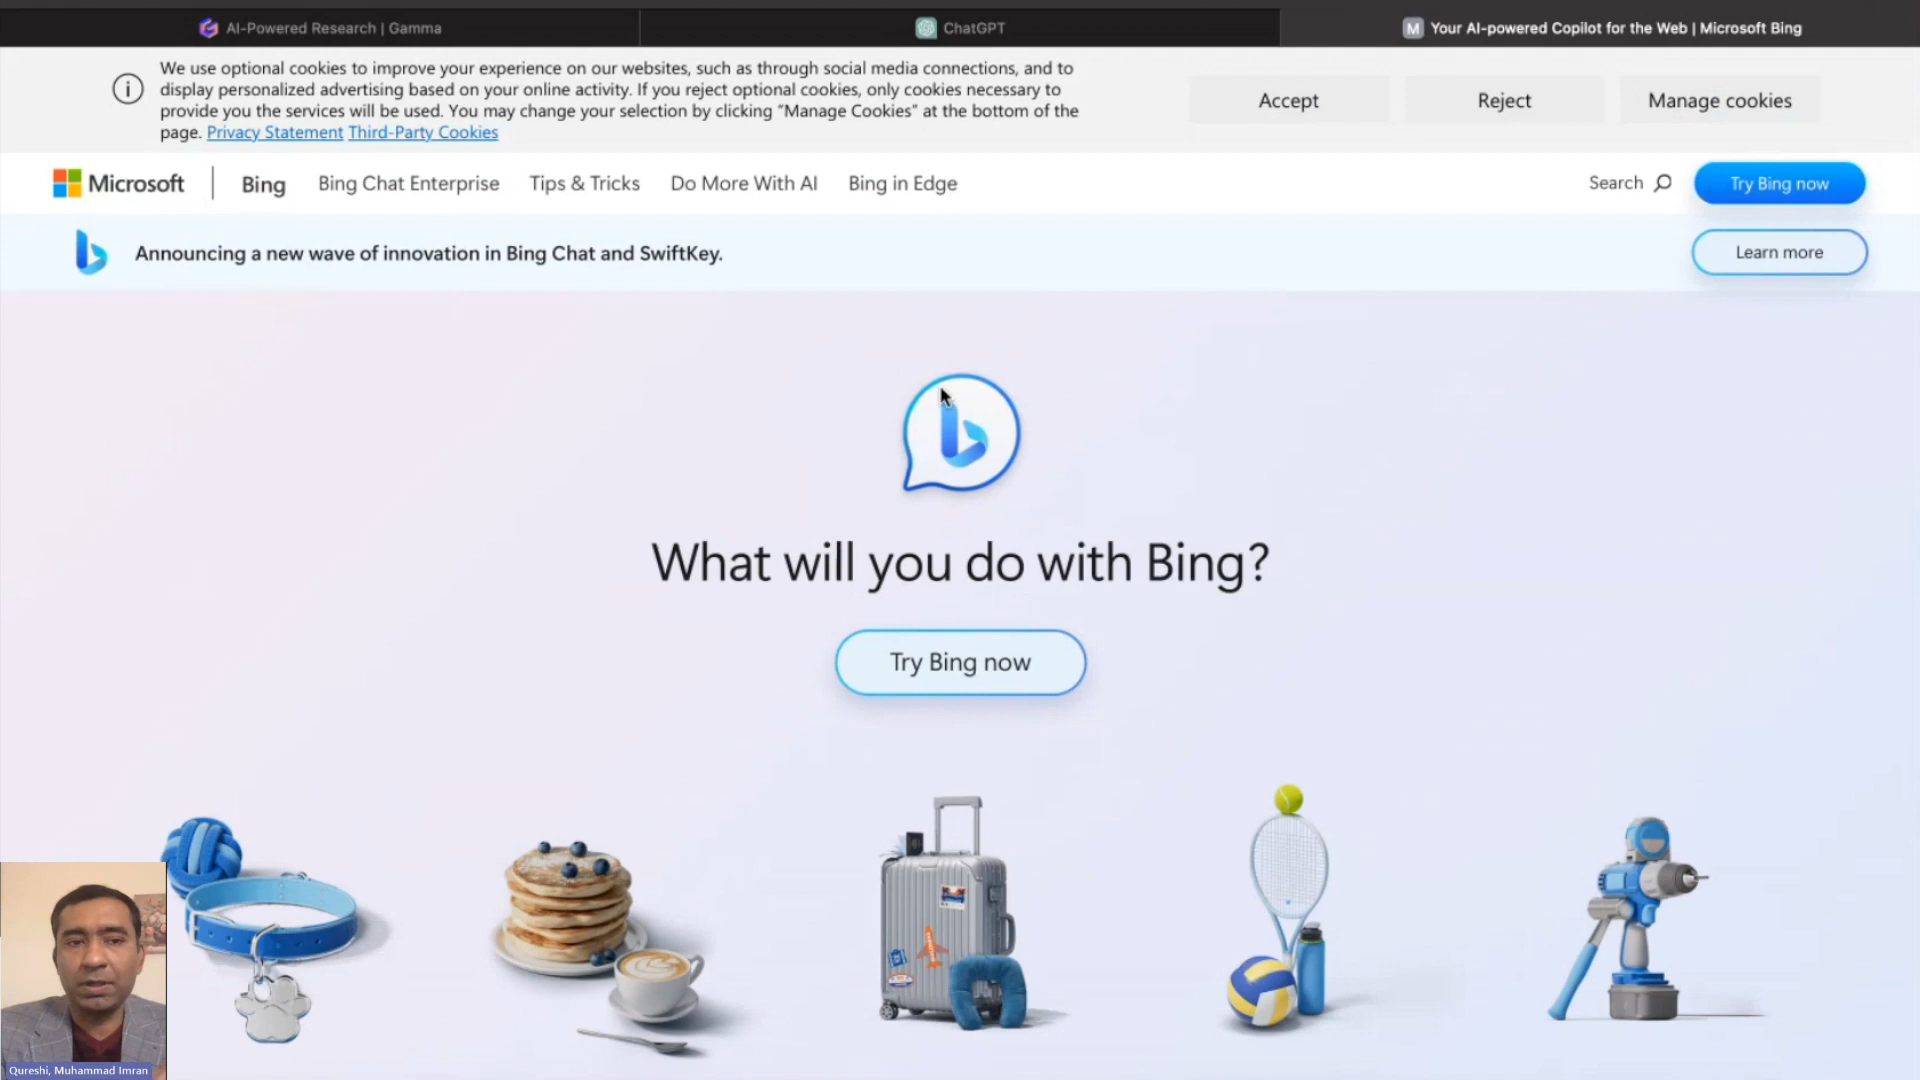 AI-Powered Research | Gamma
ChatGPT
M Your AI-powered Copilot for the Web | Microsoft Bing
We use optional cookies to improve your experience on our websites, such as through social media connections, and to
display personalized advertising based on your online activity. If you reject optional cookies, only cookies necessary to
provide you the services will be used. You may change your selection by clicking “Manage Cookies” at the bottom of the
page. Privacy Statement Third-Party Cookies
Accept
Reject
Manage cookies
Microsoft
Bing
Bing Chat Enterprise
Tips & Tricks
Do More With AI
Bing in Edge
Search
Try Bing now
Announcing a new wave of innovation in Bing Chat and SwiftKey.
Learn more
What will you do with Bing?
Try Bing now
Qureshi, Muhammad Imran